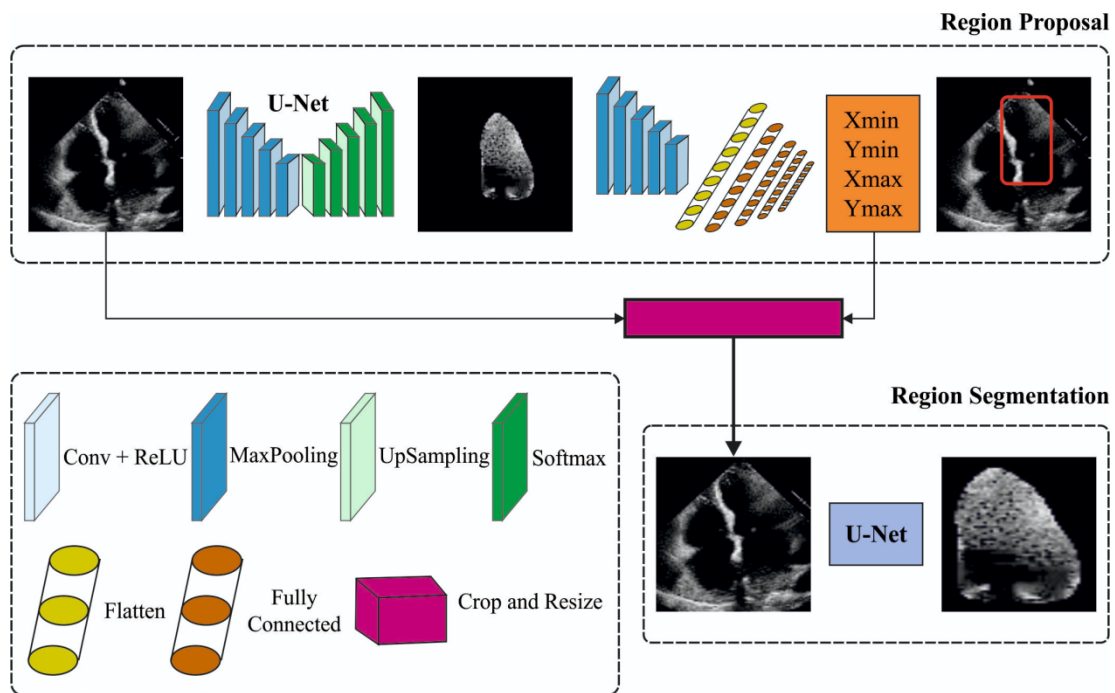 Region Proposal
U-Net
Xmin
Ymin
Xmax
Ymax
Region Segmentation
Conv + ReLU
MaxPooling
UpSampling
Softmax
U-Net
Flatten
Fully
Connected
Crop and Resize